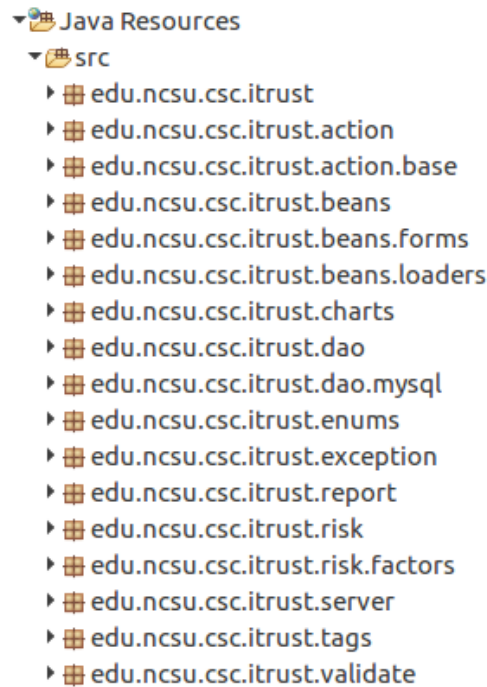 Java Resources
src
edu.ncsu.csc.itrust
edu.ncsu.csc.itrust.action
edu.ncsu.csc.itrust.action.base
edu.ncsu.csc.itrust.beans
edu.ncsu.csc.itrust.beans.forms
edu.ncsu.csc.itrust.beans.loaders
edu.ncsu.csc.itrust.charts
edu.ncsu.csc.itrust.dao
edu.ncsu.csc.itrust.dao.mysql
edu.ncsu.csc.itrust.enums
edu.ncsu.csc.itrust.exception
edu.ncsu.csc.itrust.report
edu.ncsu.csc.itrust.risk
edu.ncsu.csc.itrust.risk.factors
edu.ncsu.csc.itrust.server
edu.ncsu.csc.itrust.tags
edu.ncsu.csc.itrust.validate